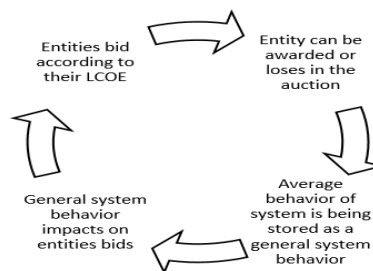 Entities bid
according to
their LCOE
Entity can be
awarded or
loses in the
auction
Average
behavior of
system is being
stored as a
general system
behavior
General system
behavior
impacts on
entities bids